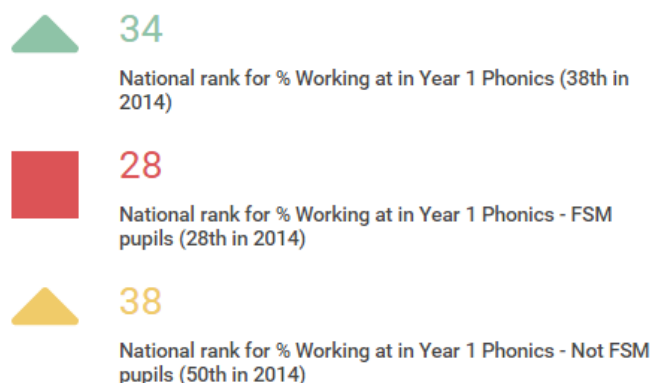 34
National rank for % Working at in Year 1 Phonics (38th in
2014)
28
National rank for % Working at in Year 1 Phonics - FSM
pupils (28th in 2014)
38
National rank for % Working at in Year 1 Phonics - Not FSM
pupils (50th in 2014)